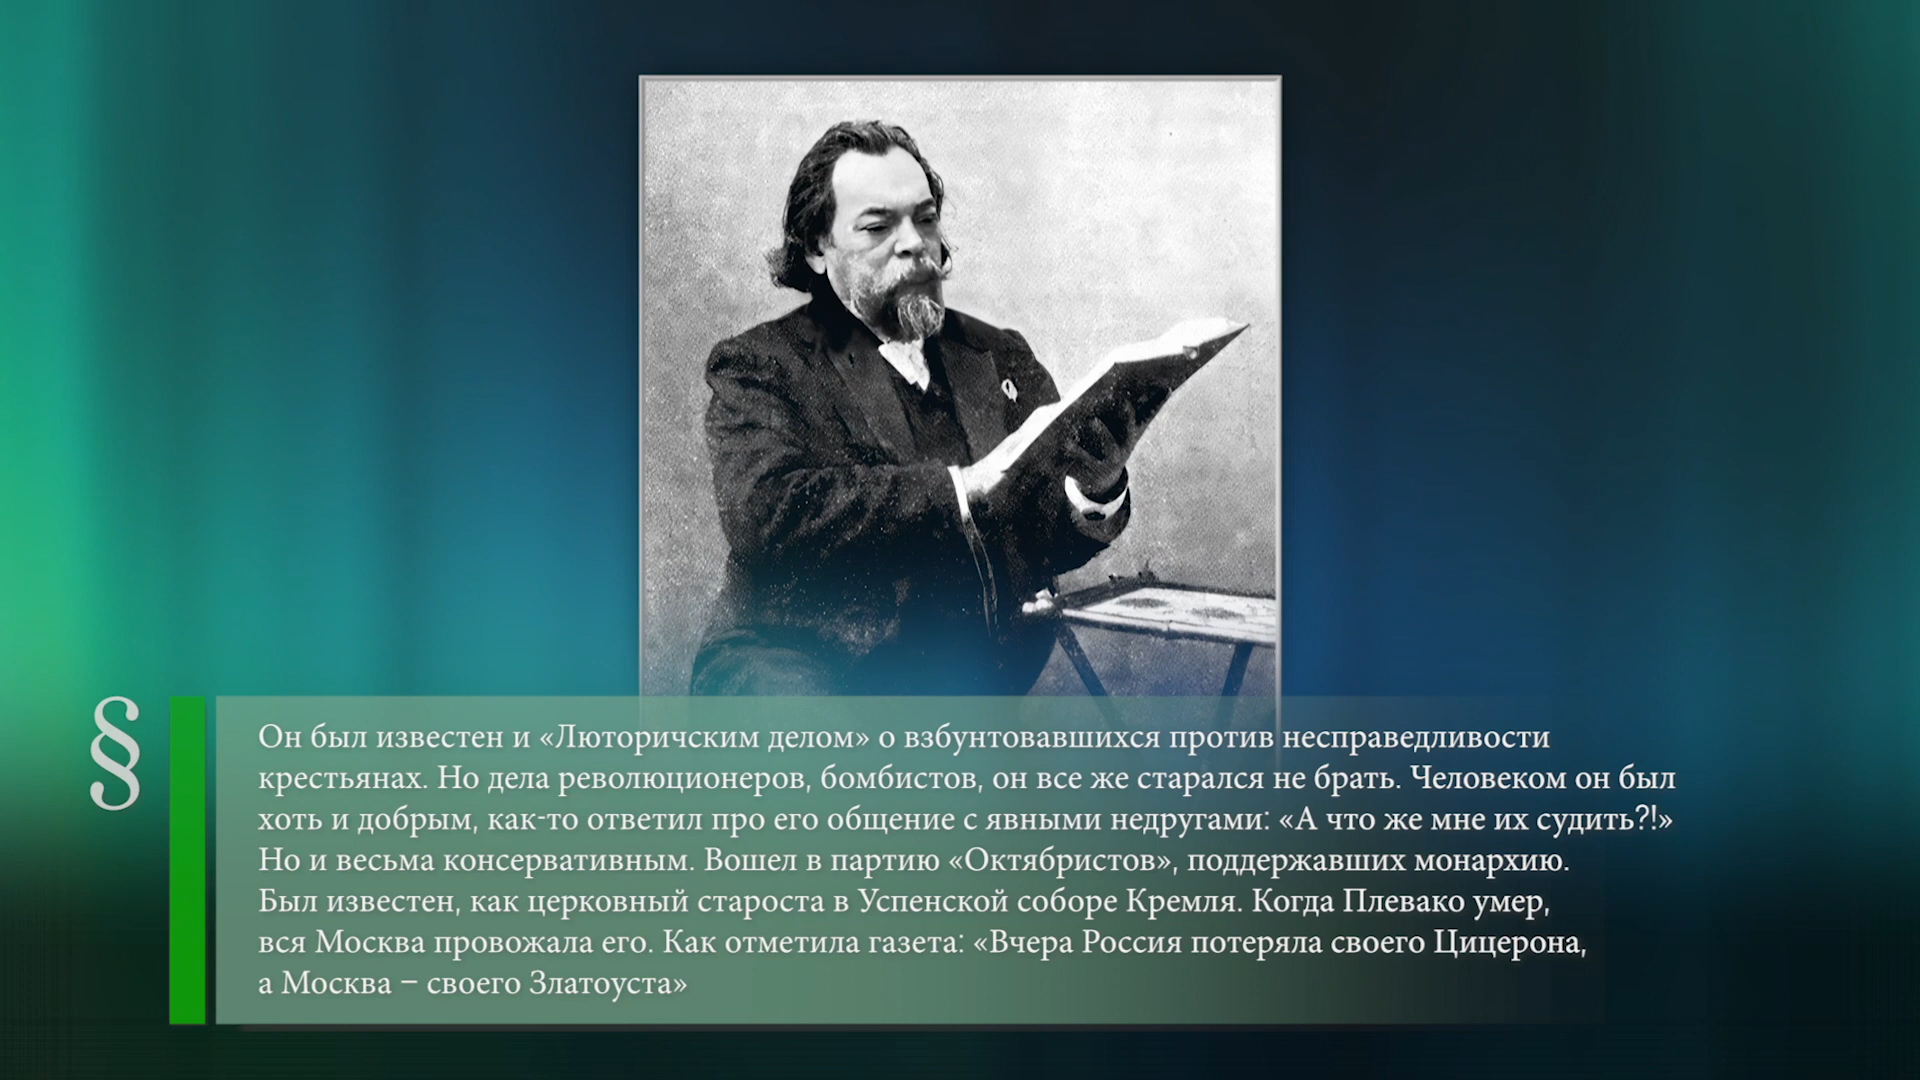 §
Он был известен и «Люторичским делом» о взбунтовавшихся против несправедливости
крестьянах. Но дела революционеров, бомбистов, он все же старался не брать. Человеком он был
хоть и добрым, как-то ответил про его общение с явными недругами: «А что же мне их судить?!»
Но и весьма консервативным. Вошел в партию «Октябристов», поддержавших монархию.
Был известен, как церковный староста в Успенской соборе Кремля. Когда Плевако умер,
вся Москва провожала его. Как отметила газета: «Вчера Россия потеряла своего Цицерона,
а Москва – своего Златоуста»